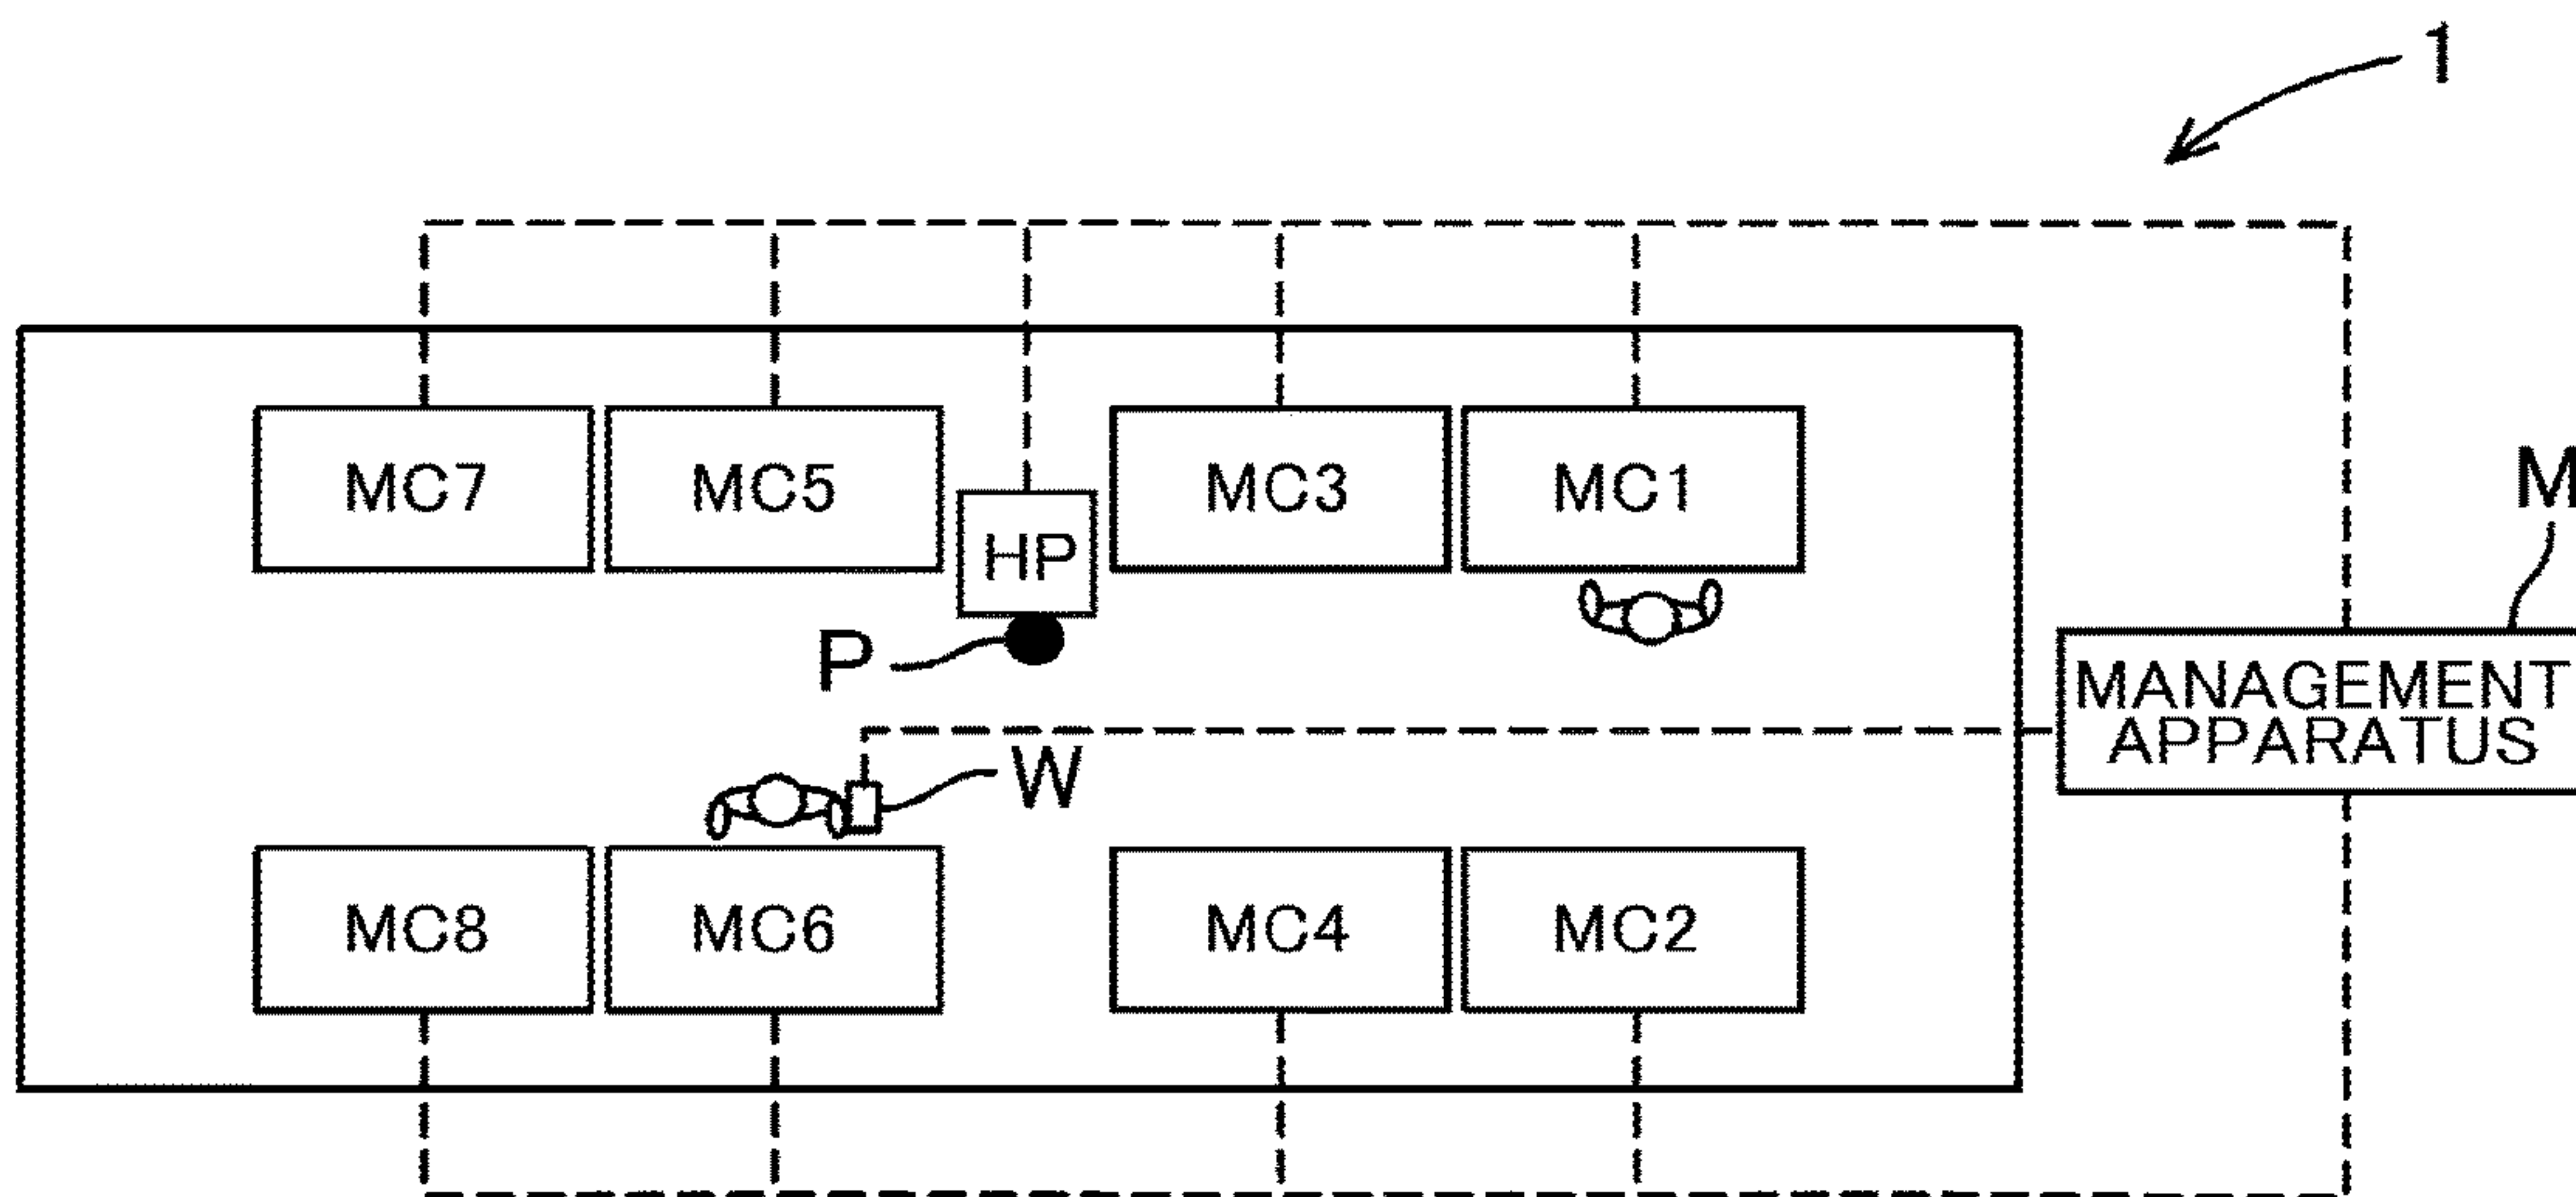 1
MC7 MC5 MC3 MC1
M
HP
P
MANAGEMENT
APPARATUS
W
MC8 MC6 MC4 MC2